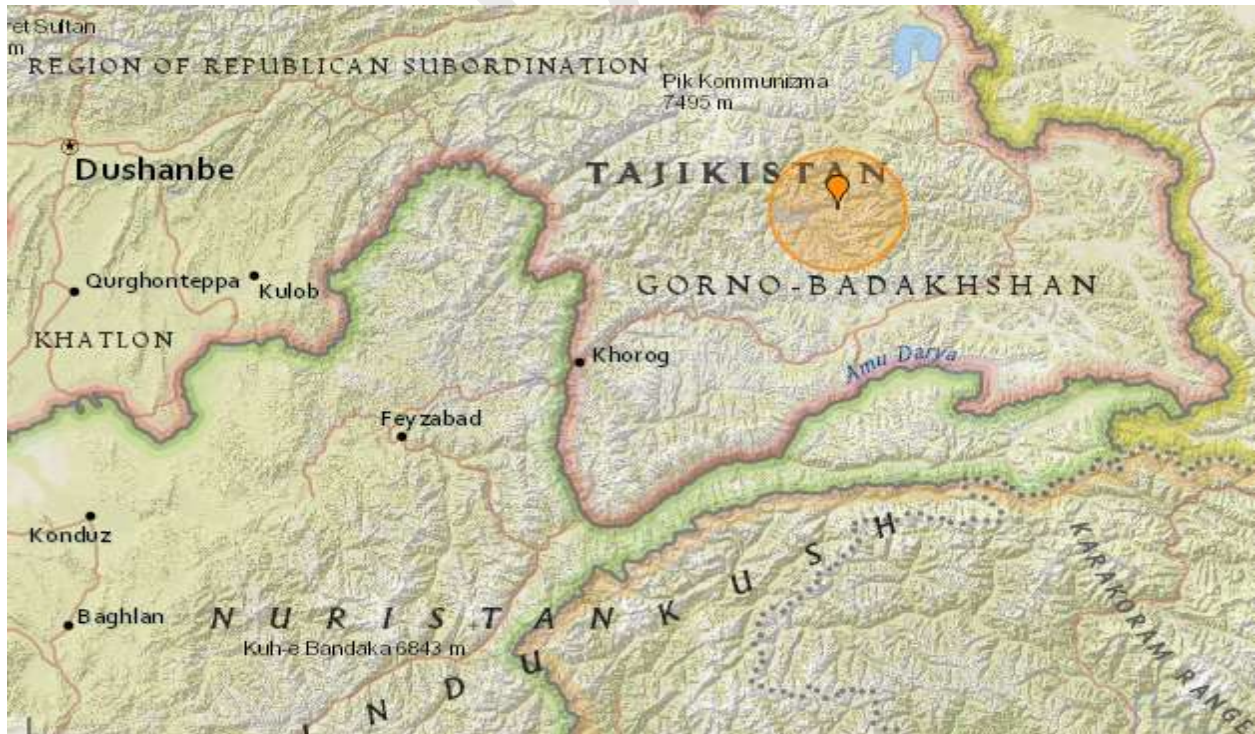 et Sultan
m
REGION OF REPUBLICAN SUBORDINATION
Pik Kommunizma
7495 m
Dushanbe
TAJIKISTAN
Qurghonteppa
Kulob
GORNO-BADAKHSHAN
KHATLON
Khorog
Amu Darya
Feyzabad
Konduz
Baghlan
NURISTAN
Kuh-e Bandaka 6843 m
INDU KUSH
KARAKORAM RANGE